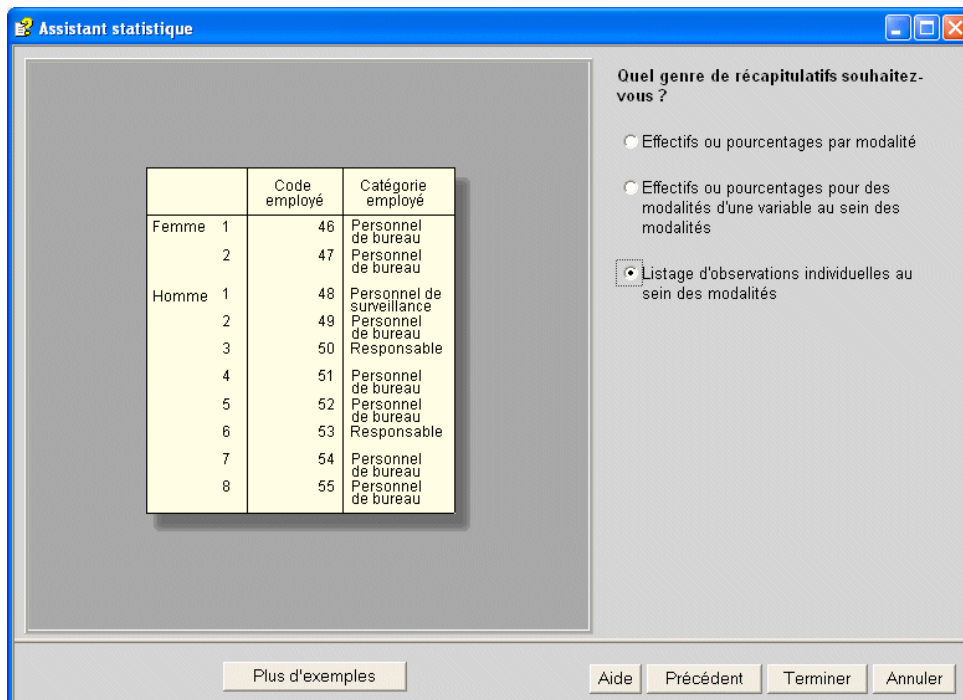 Assistant statistique
Code employé
Catégorie employé
Femme 1 46 Personnel de bureau
2 47 Personnel de bureau
Homme 1 48 Personnel de surveillance
2 49 Personnel de bureau
3 50 Responsable
4 51 Personnel de bureau
5 52 Personnel de bureau
6 53 Responsable
7 54 Personnel de bureau
8 55 Personnel de bureau
Quel genre de récapitulatifs souhaitez-
vous ?
Effectifs ou pourcentages par modalité
Effectifs ou pourcentages pour des
modalités d'une variable au sein des
modalités
Listage d'observations individuelles au
sein des modalités
Plus d'exemples
Aide
Précédent
Terminer
Annuler